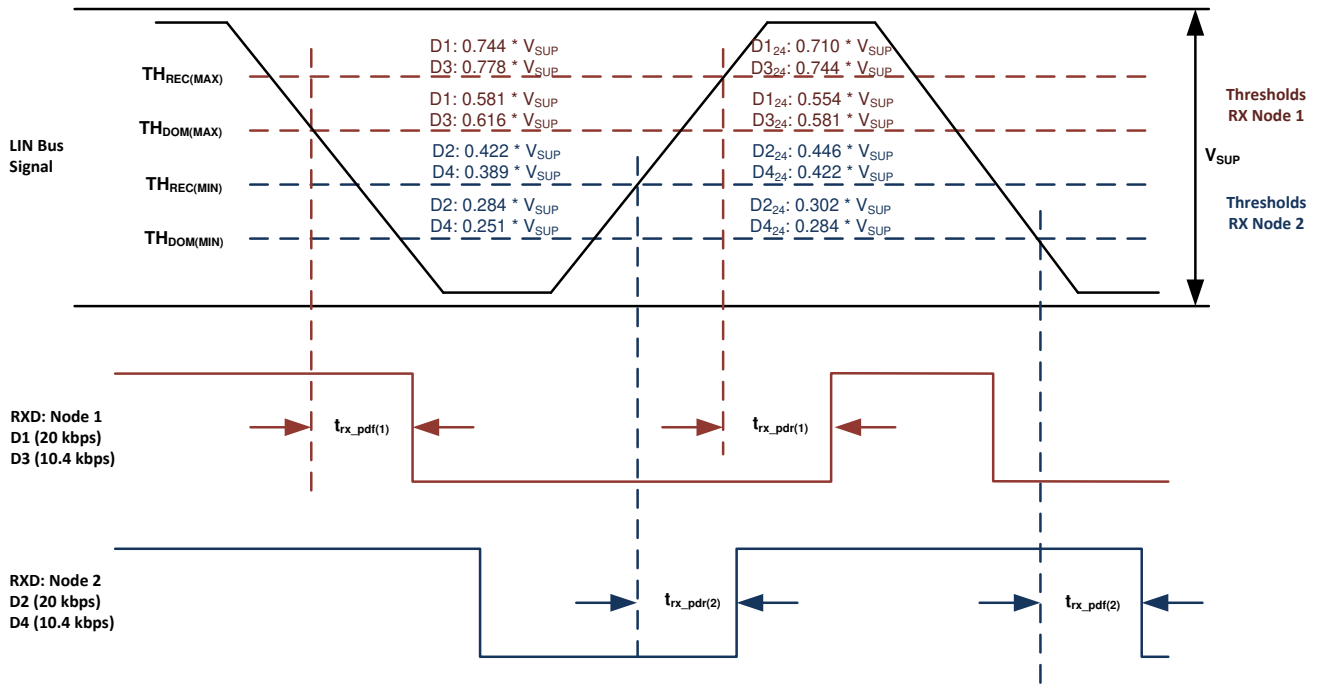 D1: 0.744 * VSUP
D3: 0.778 * VSUP
D124: 0.710 * VSUP
D324: 0.744 * VSUP
THREC(MAX)
D1: 0.581 * VSUP
D3: 0.616 * VSUP
D124: 0.554 * VSUP
D324: 0.581 * VSUP
Thresholds
RX Node 1
THDOM(MAX)
LIN Bus
Signal
D2: 0.422 * VSUP
D4: 0.389 * VSUP
D224: 0.446 * VSUP
D424: 0.422 * VSUP
VSUP
THREC(MIN)
D2: 0.284 * VSUP
D4: 0.251 * VSUP
D224: 0.302 * VSUP
D424: 0.284 * VSUP
Thresholds
RX Node 2
THDOM(MIN)
RXD: Node 1
D1 (20 kbps)
D3 (10.4 kbps)
trx_pdf(1)
trx_pdr(1)
RXD: Node 2
D2 (20 kbps)
D4 (10.4 kbps)
trx_pdr(2)
trx_pdf(2)